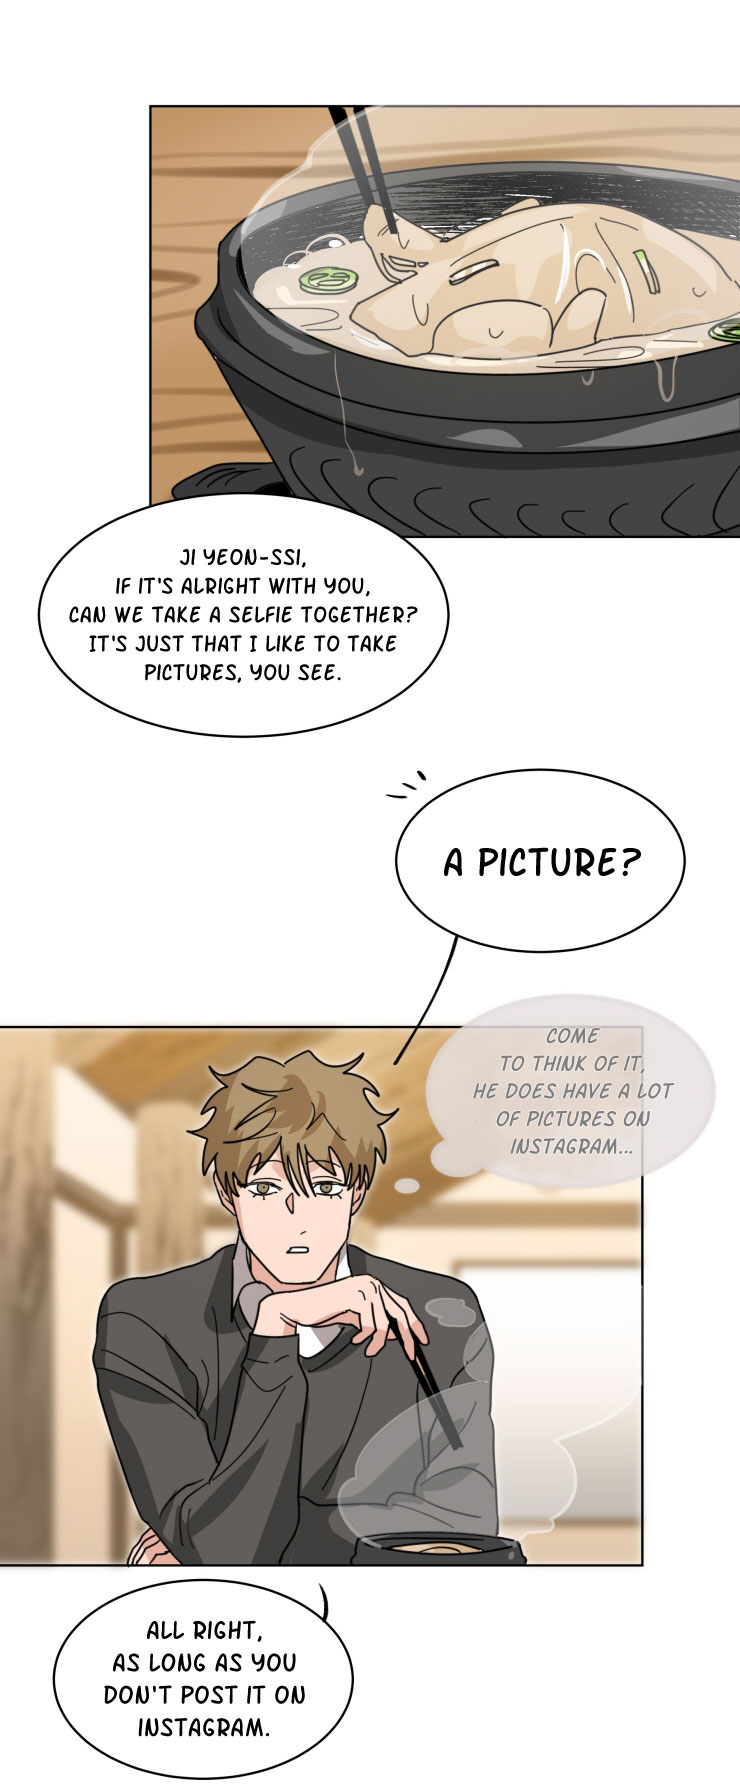 JI YEON-SSI,
IF IT'S ALRIGHT WITH YOU,
CAN WE TAKE A SELFIE TOGETHER?
IT'S JUST THAT I LIKE TO TAKE
PICTURES, YOU SEE.
A PICTURE?
COME
TO THINK OF IT,
HE DOES HAVE A LOT
OF PICTURES ON
INSTAGRAM...
ALL RIGHT,
AS LONG AS YOU
DON'T POST IT ON
INSTAGRAM.